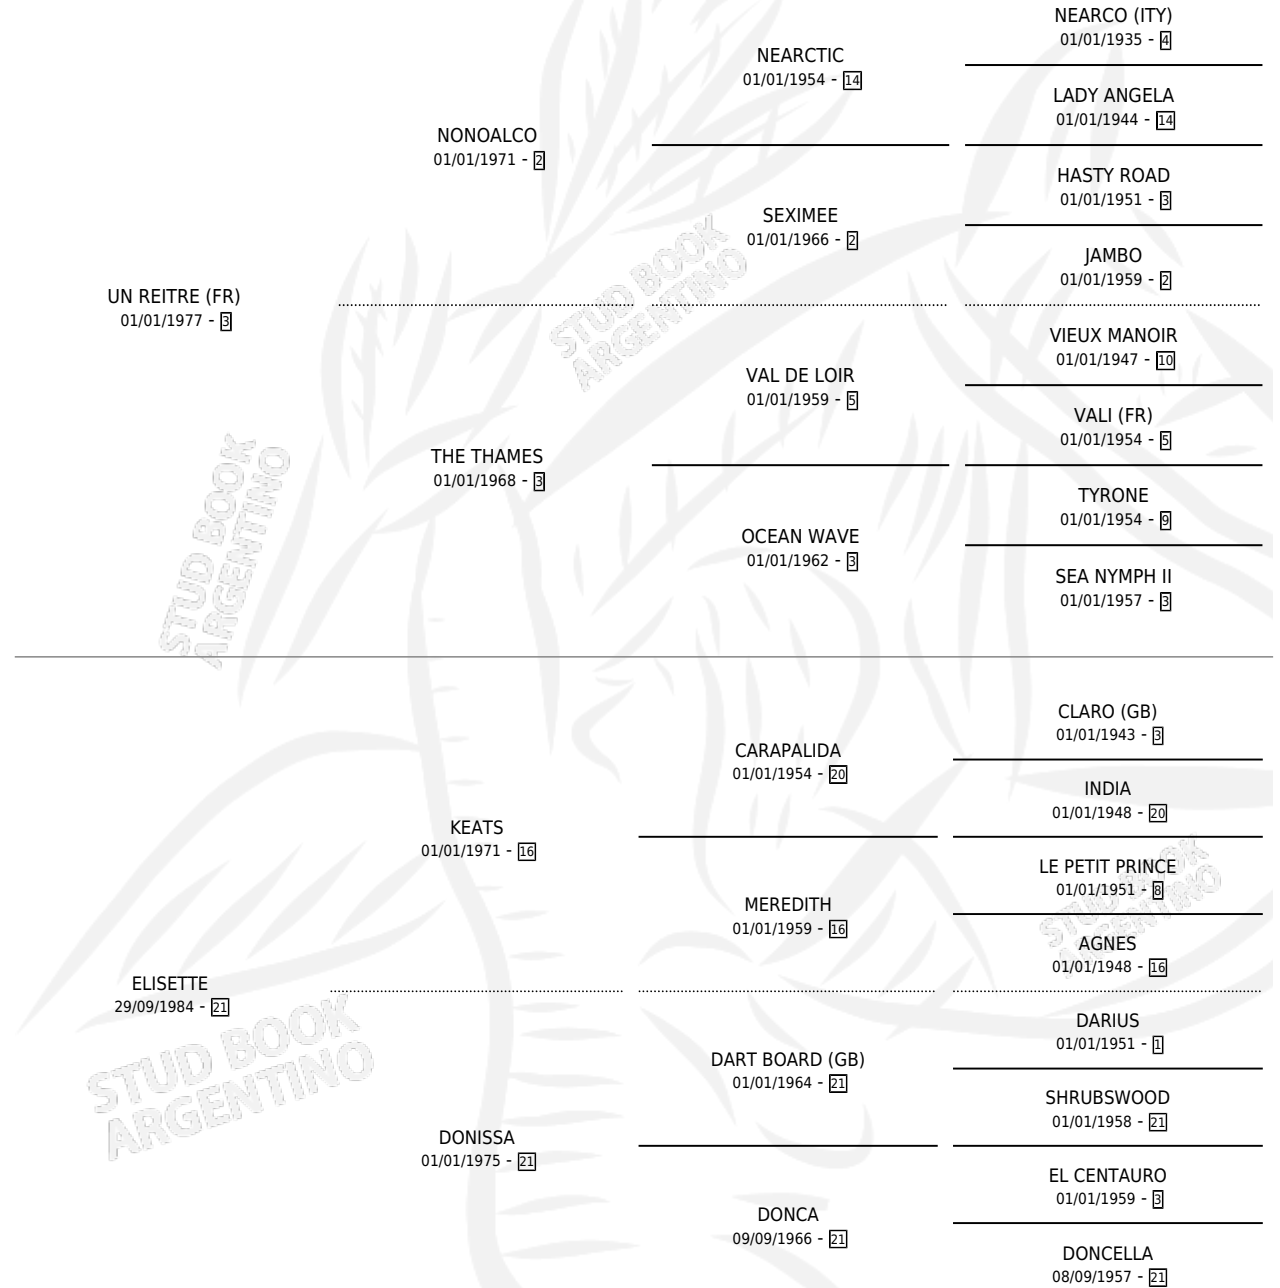 NEARCO (ITY)
01/01/1935 - 4
NEARCTIC
01/01/1954 - 14
LADY ANGELA
01/01/1944 - 14
NONOALCO
01/01/1971 - 2
HASTY ROAD
01/01/1951 - 3
SEXIMEE
01/01/1966 - 2
JAMBO
01/01/1959 - 2
UN REITRE (FR)
01/01/1977 - 3
VIEUX MANOIR
01/01/1947 - 10
VAL DE LOIR
01/01/1959 - 5
VALI (FR)
01/01/1954 - 5
THE THAMES
01/01/1968 - 3
TYRONE
01/01/1954 - 9
OCEAN WAVE
01/01/1962 - 3
SEA NYMPH II
01/01/1957 - 3
CLARO (GB)
01/01/1943 - 3
CARAPALIDA
01/01/1954 - 20
INDIA
01/01/1948 - 20
KEATS
01/01/1971 - 16
LE PETIT PRINCE
01/01/1951 - 8
MEREDITH
01/01/1959 - 16
AGNES
01/01/1948 - 16
ELISETTE
29/09/1984 - 21
DARIUS
01/01/1951 - 1
DART BOARD (GB)
01/01/1964 - 21
SHRUBSWOOD
01/01/1958 - 21
DONISSA
01/01/1975 - 21
EL CENTAURO
01/01/1959 - 3
DONCA
09/09/1966 - 21
DONCELLA
08/09/1957 - 21
STUD BOOK
ARGENTINO
STUD BOOK
ARGENTINO
STUD BOOK
ARGENTINO
STUD BOOK
ARGENTINO